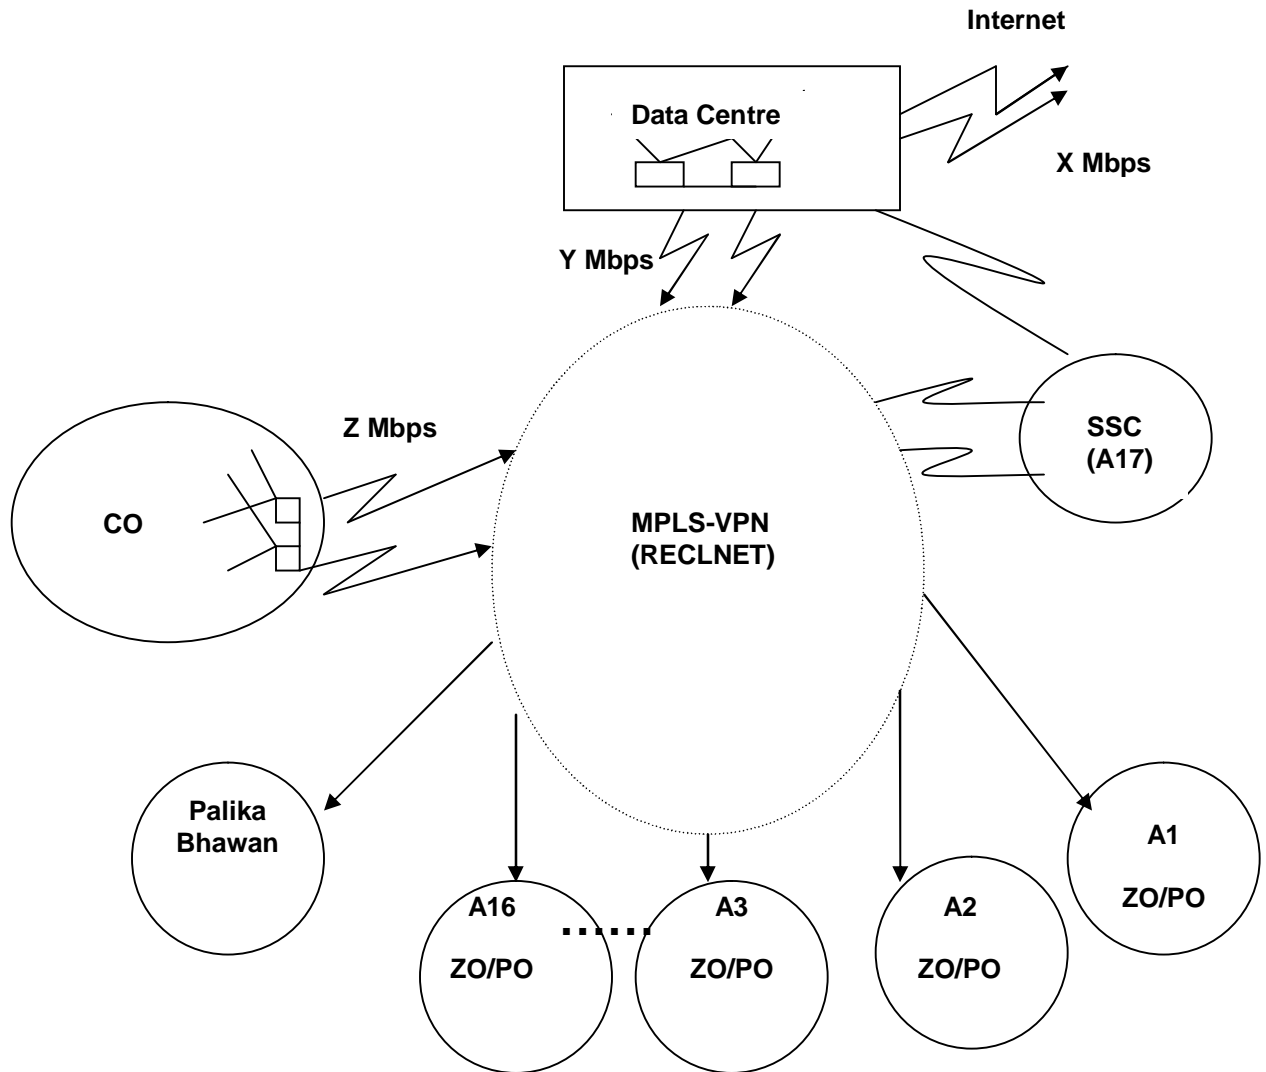 Internet
Data Centre
X Mbps
Y Mbps
Z Mbps
SSC
(A17)
CO
MPLS-VPN
(RECLNET)
Palika
Bhawan
A16
ZO/PO
......
A3
ZO/PO
A2
ZO/PO
A1
ZO/PO